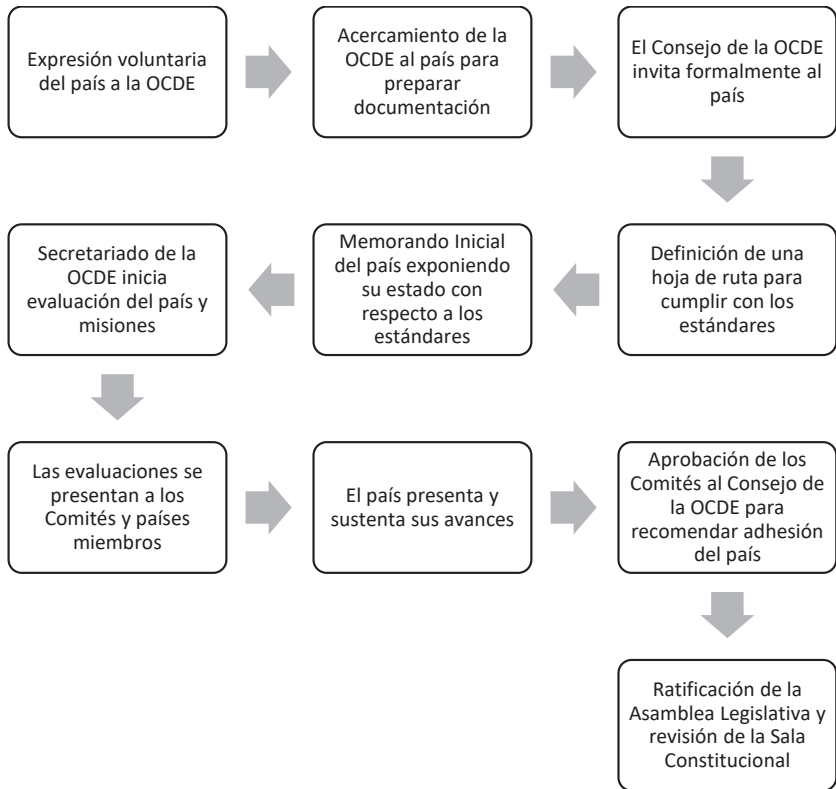 Expresión voluntaria
del país a la OCDE
Acercamiento de la
OCDE al país para
preparar
documentación
El Consejo de la OCDE
invita formalmente al
país
Definición de una
hoja de ruta para
cumplir con los
estándares
Memorando Inicial
del país exponiendo
su estado con
respecto a los
estándares
Secretariado de la
OCDE inicia
evaluación del país y
misiones
Las evaluaciones se
presentan a los
Comités y países
miembros
El país presenta y
sustenta sus avances
Aprobación de los
Comités al Consejo de
la OCDE para
recomendar adhesión
del país
Ratificación de la
Asamblea Legislativa y
revisión de la Sala
Constitucional